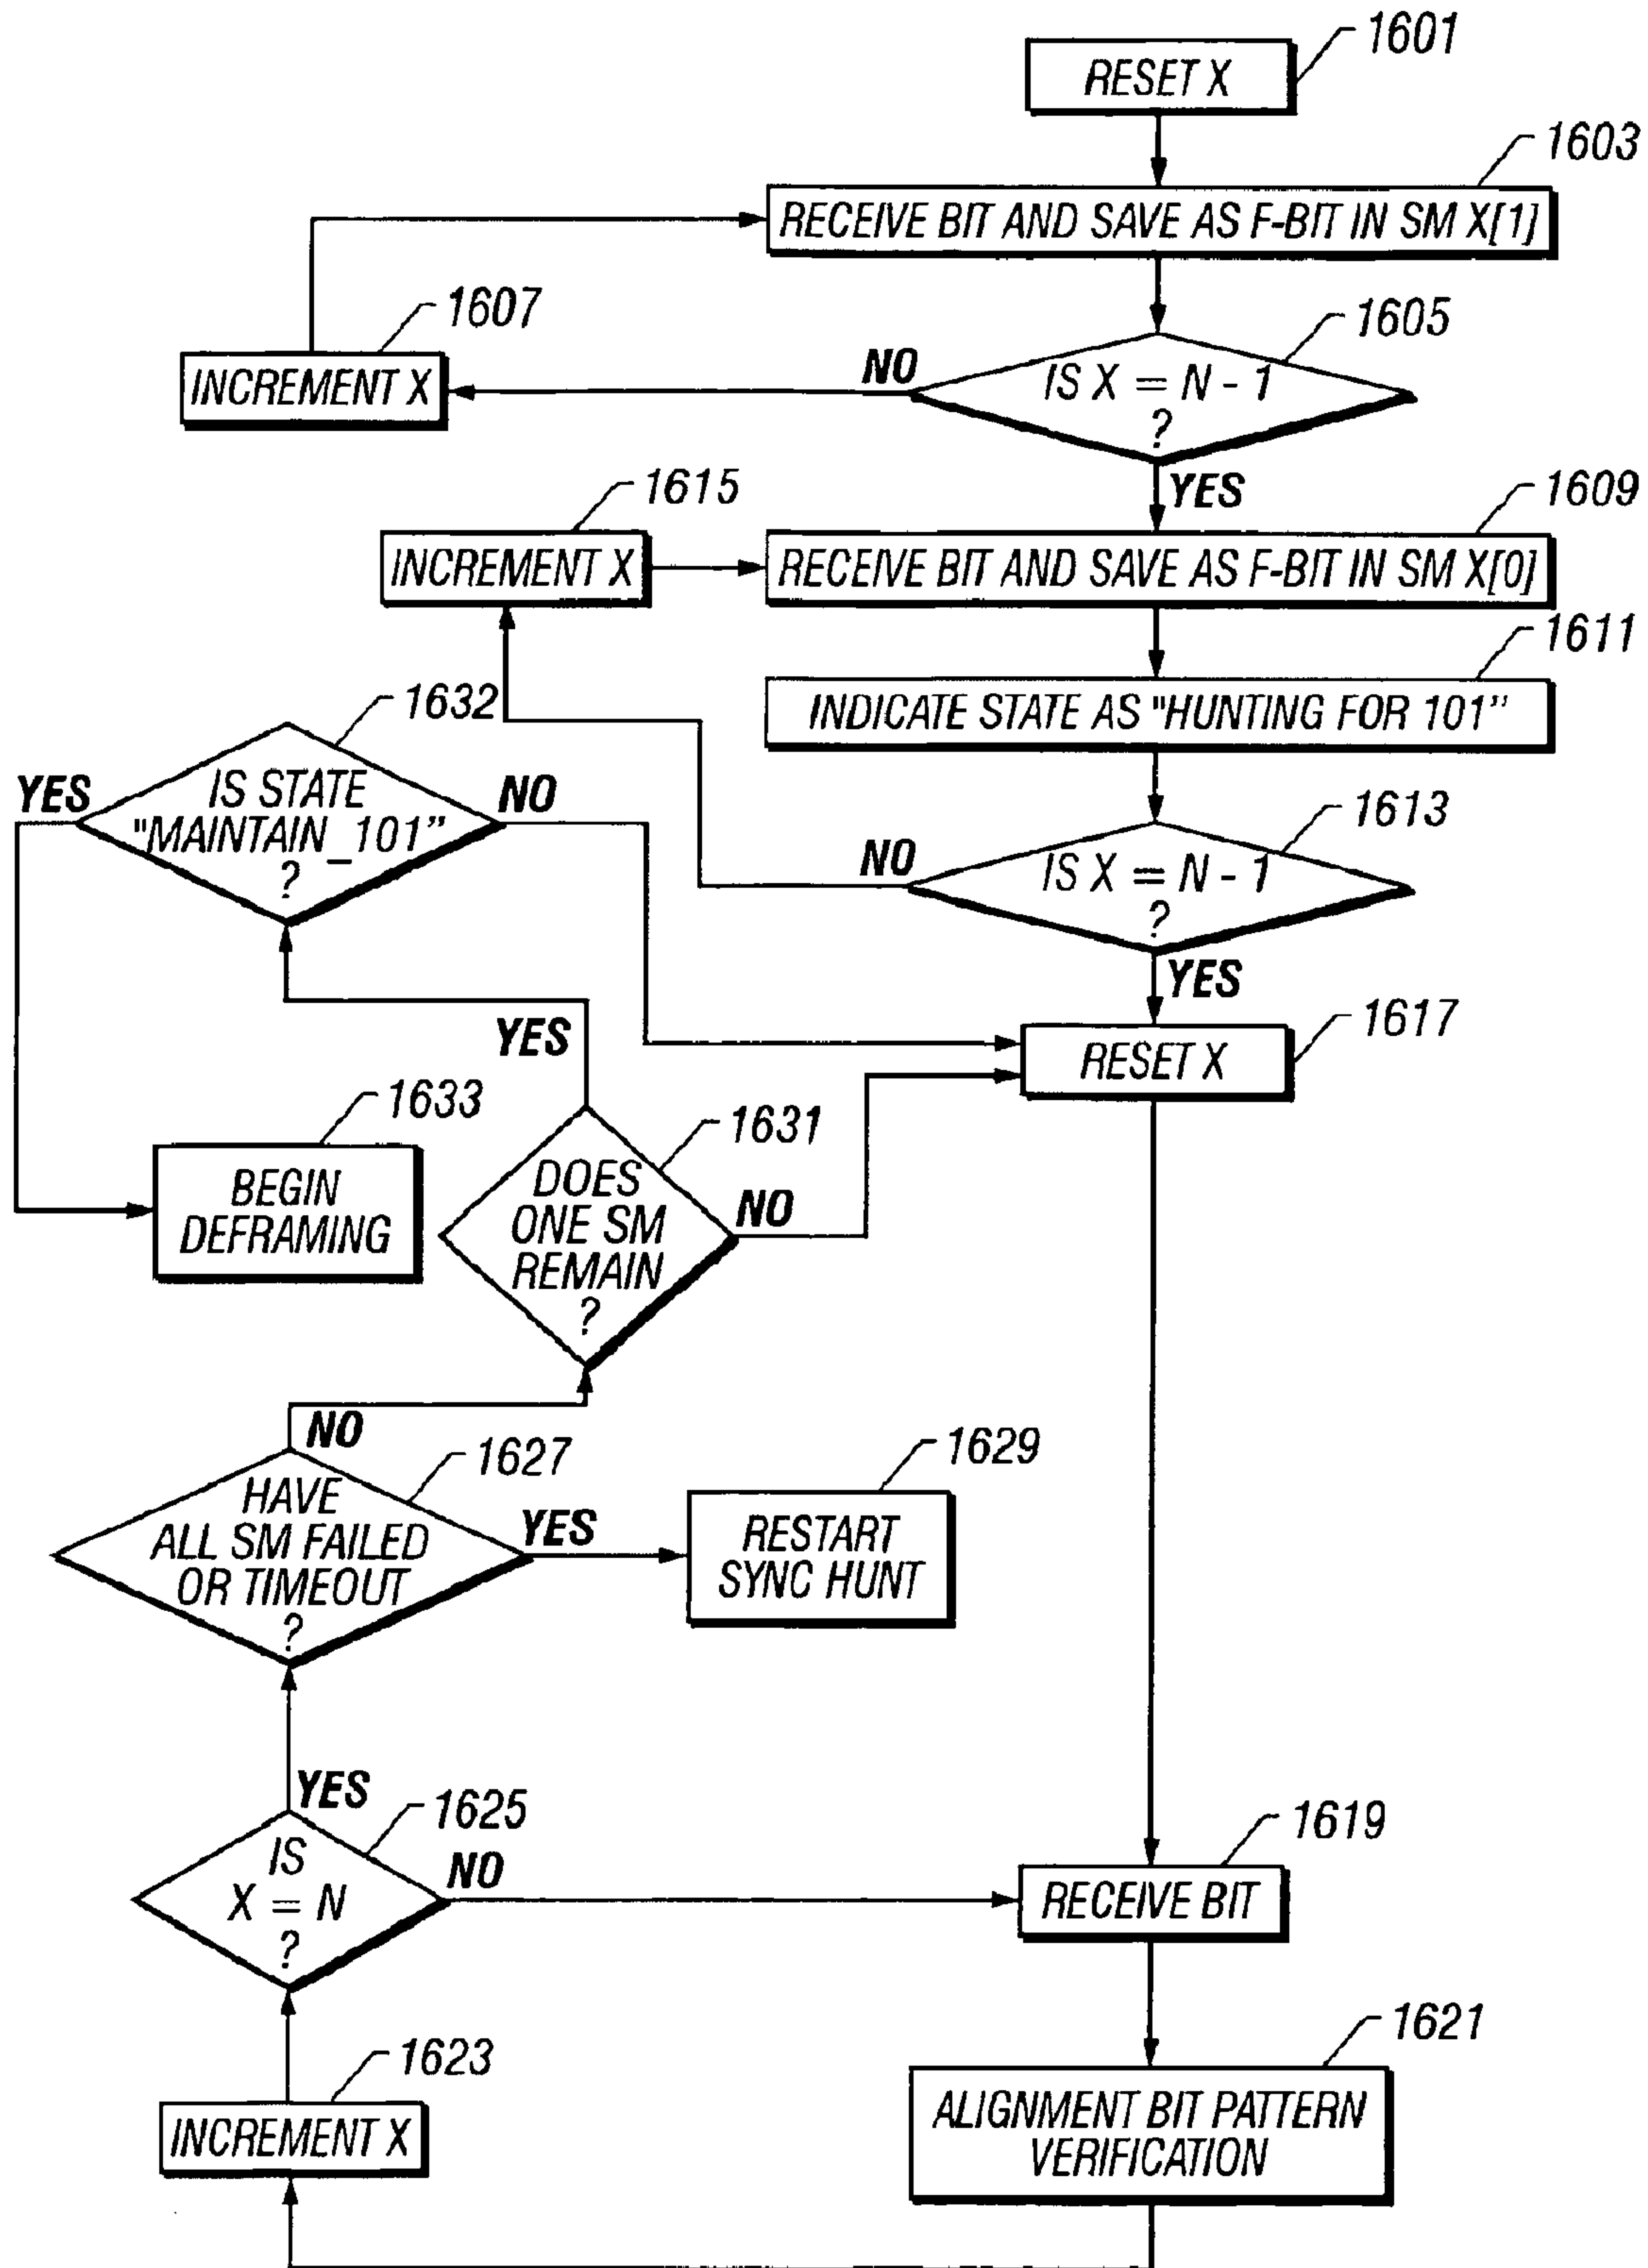 1601
RESET X
1603
RECEIVE BIT AND SAVE AS F-BIT IN SM X[1]
1607
INCREMENT X
1605
NO
IS X = N - 1
?
YES
1615
INCREMENT X
1609
RECEIVE BIT AND SAVE AS F-BIT IN SM X[0]
1611
INDICATE STATE AS "HUNTING FOR 101"
1632
YES
IS STATE
"MAINTAIN_101"
?
NO
1613
NO
IS X = N - 1
?
YES
1617
RESET X
YES
1633
BEGIN
DEFRAMING
1631
DOES
ONE SM
REMAIN
?
NO
NO
1627
HAVE
ALL SM FAILED
OR TIMEOUT
?
YES
1629
RESTART
SYNC HUNT
YES
1625
IS
X = N
?
NO
1619
RECEIVE BIT
1621
ALIGNMENT BIT PATTERN
VERIFICATION
1623
INCREMENT X